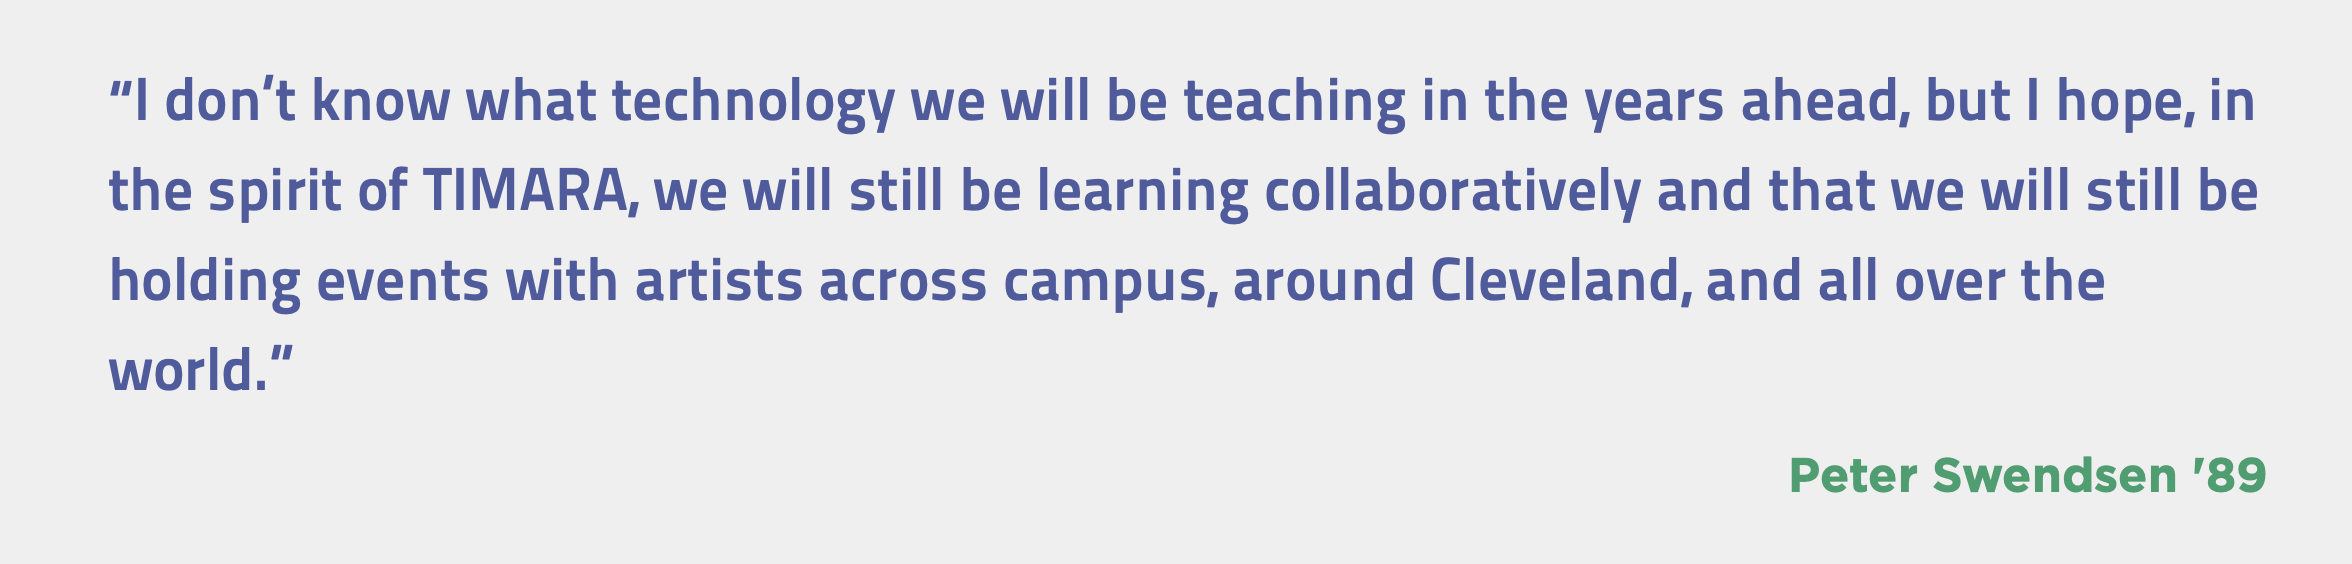 “I don’t know what technology we will be teaching in the years ahead, but I hope, in
the spirit of TIMARA, we will still be learning collaboratively and that we will still be
holding events with artists across campus, around Cleveland, and all over the
world.”
Peter Swendsen ’89